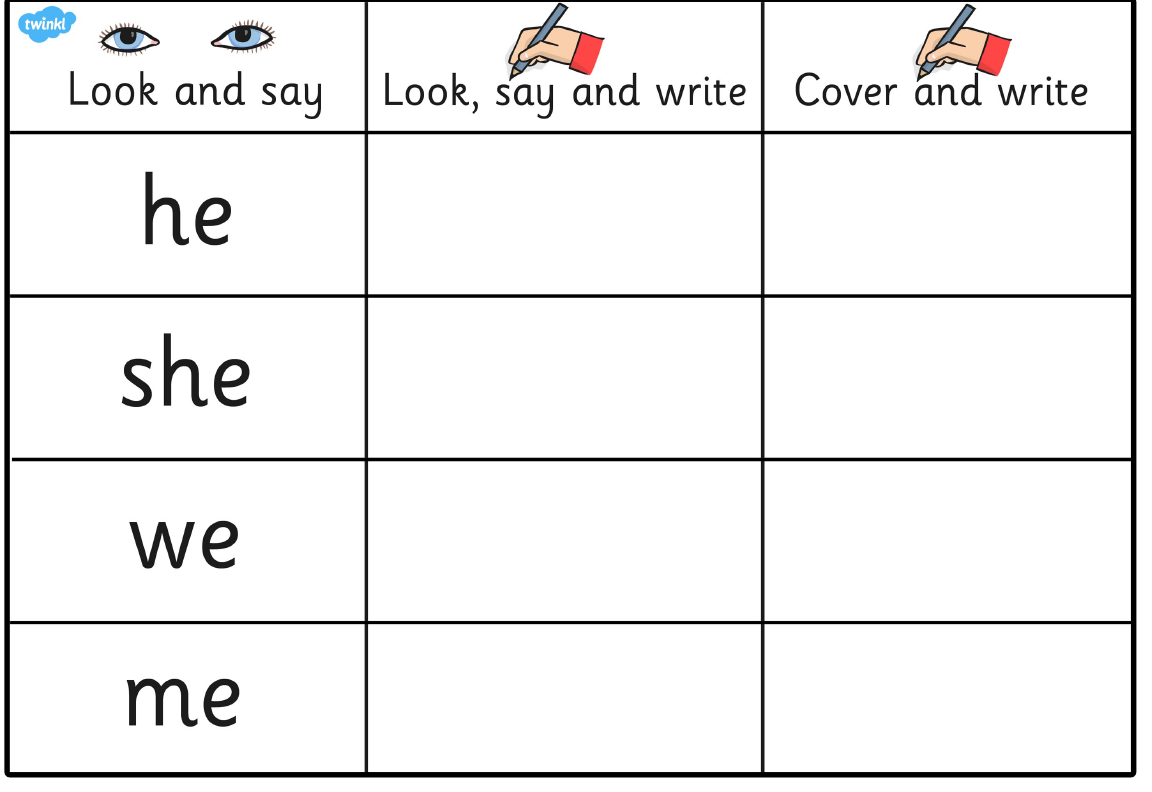 twinkl
Look and say
Look, say and write
Cover and write
he
she
we
me